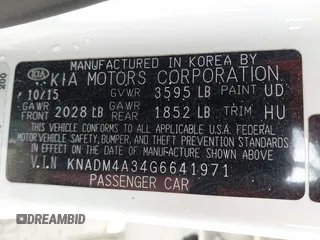 MANUFACTURED IN KOREA BY
KIA KIA MOTORS CORPORATION
10/15 GVWR 3595 LB PAINT UD
GAWR FRONT 2028 LB GAWR REAR 1852 LB TRIM HU
THIS VEHICLE CONFORMS TO ALL APPLICABLE U.S. FEDERAL
MOTOR VEHICLE SAFETY, BUMPER, AND THEFT PREVENTION
STANDARDS IN EFFECT ON THE DATE OF MANUFACTURE SHOWN ABOVE.
V.I.N KNADM4A34G6641971
PASSENGER CAR
200
DREAMBID